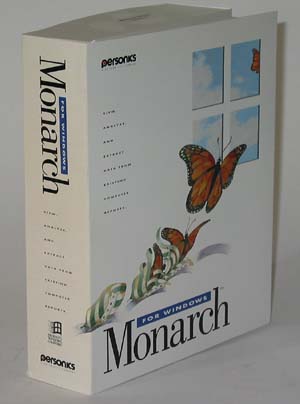 Monarch
FOR WINDOWS
VIEW,
ANALYZE,
AND
EXTRACT
DATA FROM
EXISTING
COMPUTER
REPORTS
personics
personics
VIEW,
ANALYZE,
AND
EXTRACT
DATA FROM
EXISTING
COMPUTER
REPORTS.
FOR WINDOWS
Monarch